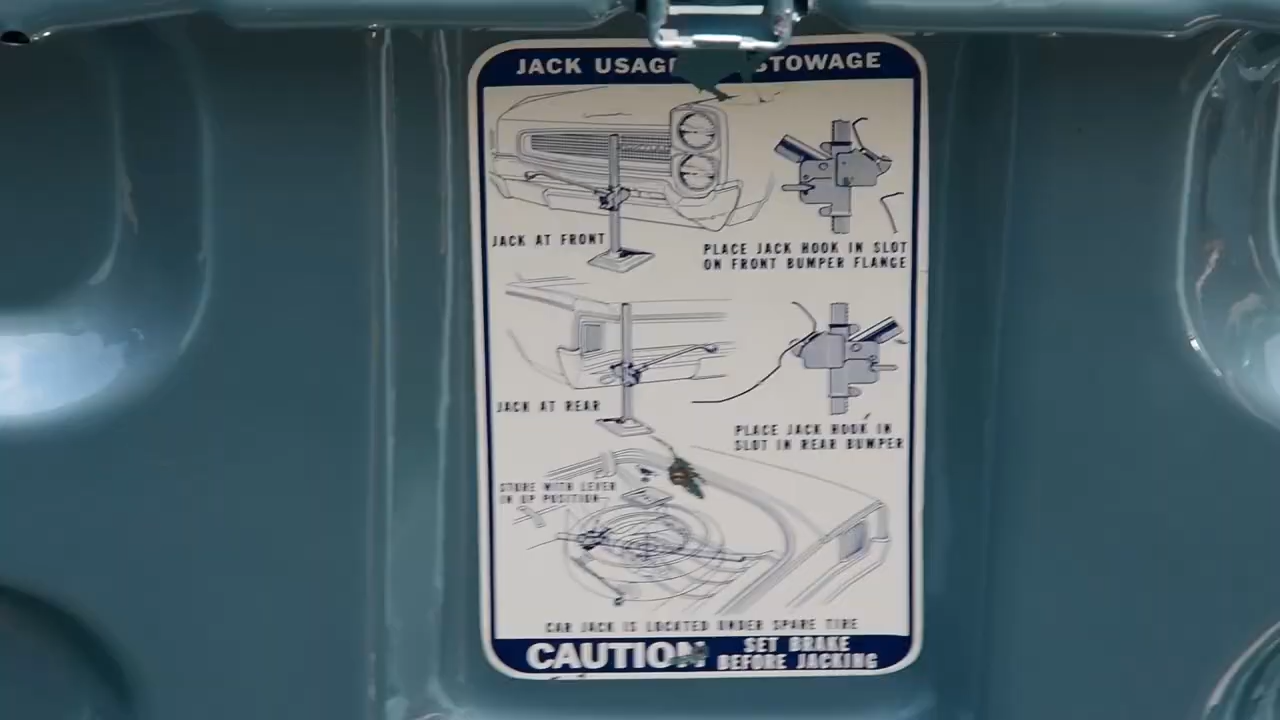 JACK USAGE STOWAGE
JACK AT FRONT
PLACE JACK HOOK IN SLOT
ON FRONT BUMPER FLANGE
JACK AT REAR
PLACE JACK HOOK IN
SLOT IN REAR BUMPER
STORE WITH LEVER
IN UP POSITION
CAR JACK IS LOCATED UNDER SPARE TIRE
CAUTION SET BRAKE
BEFORE JACKING